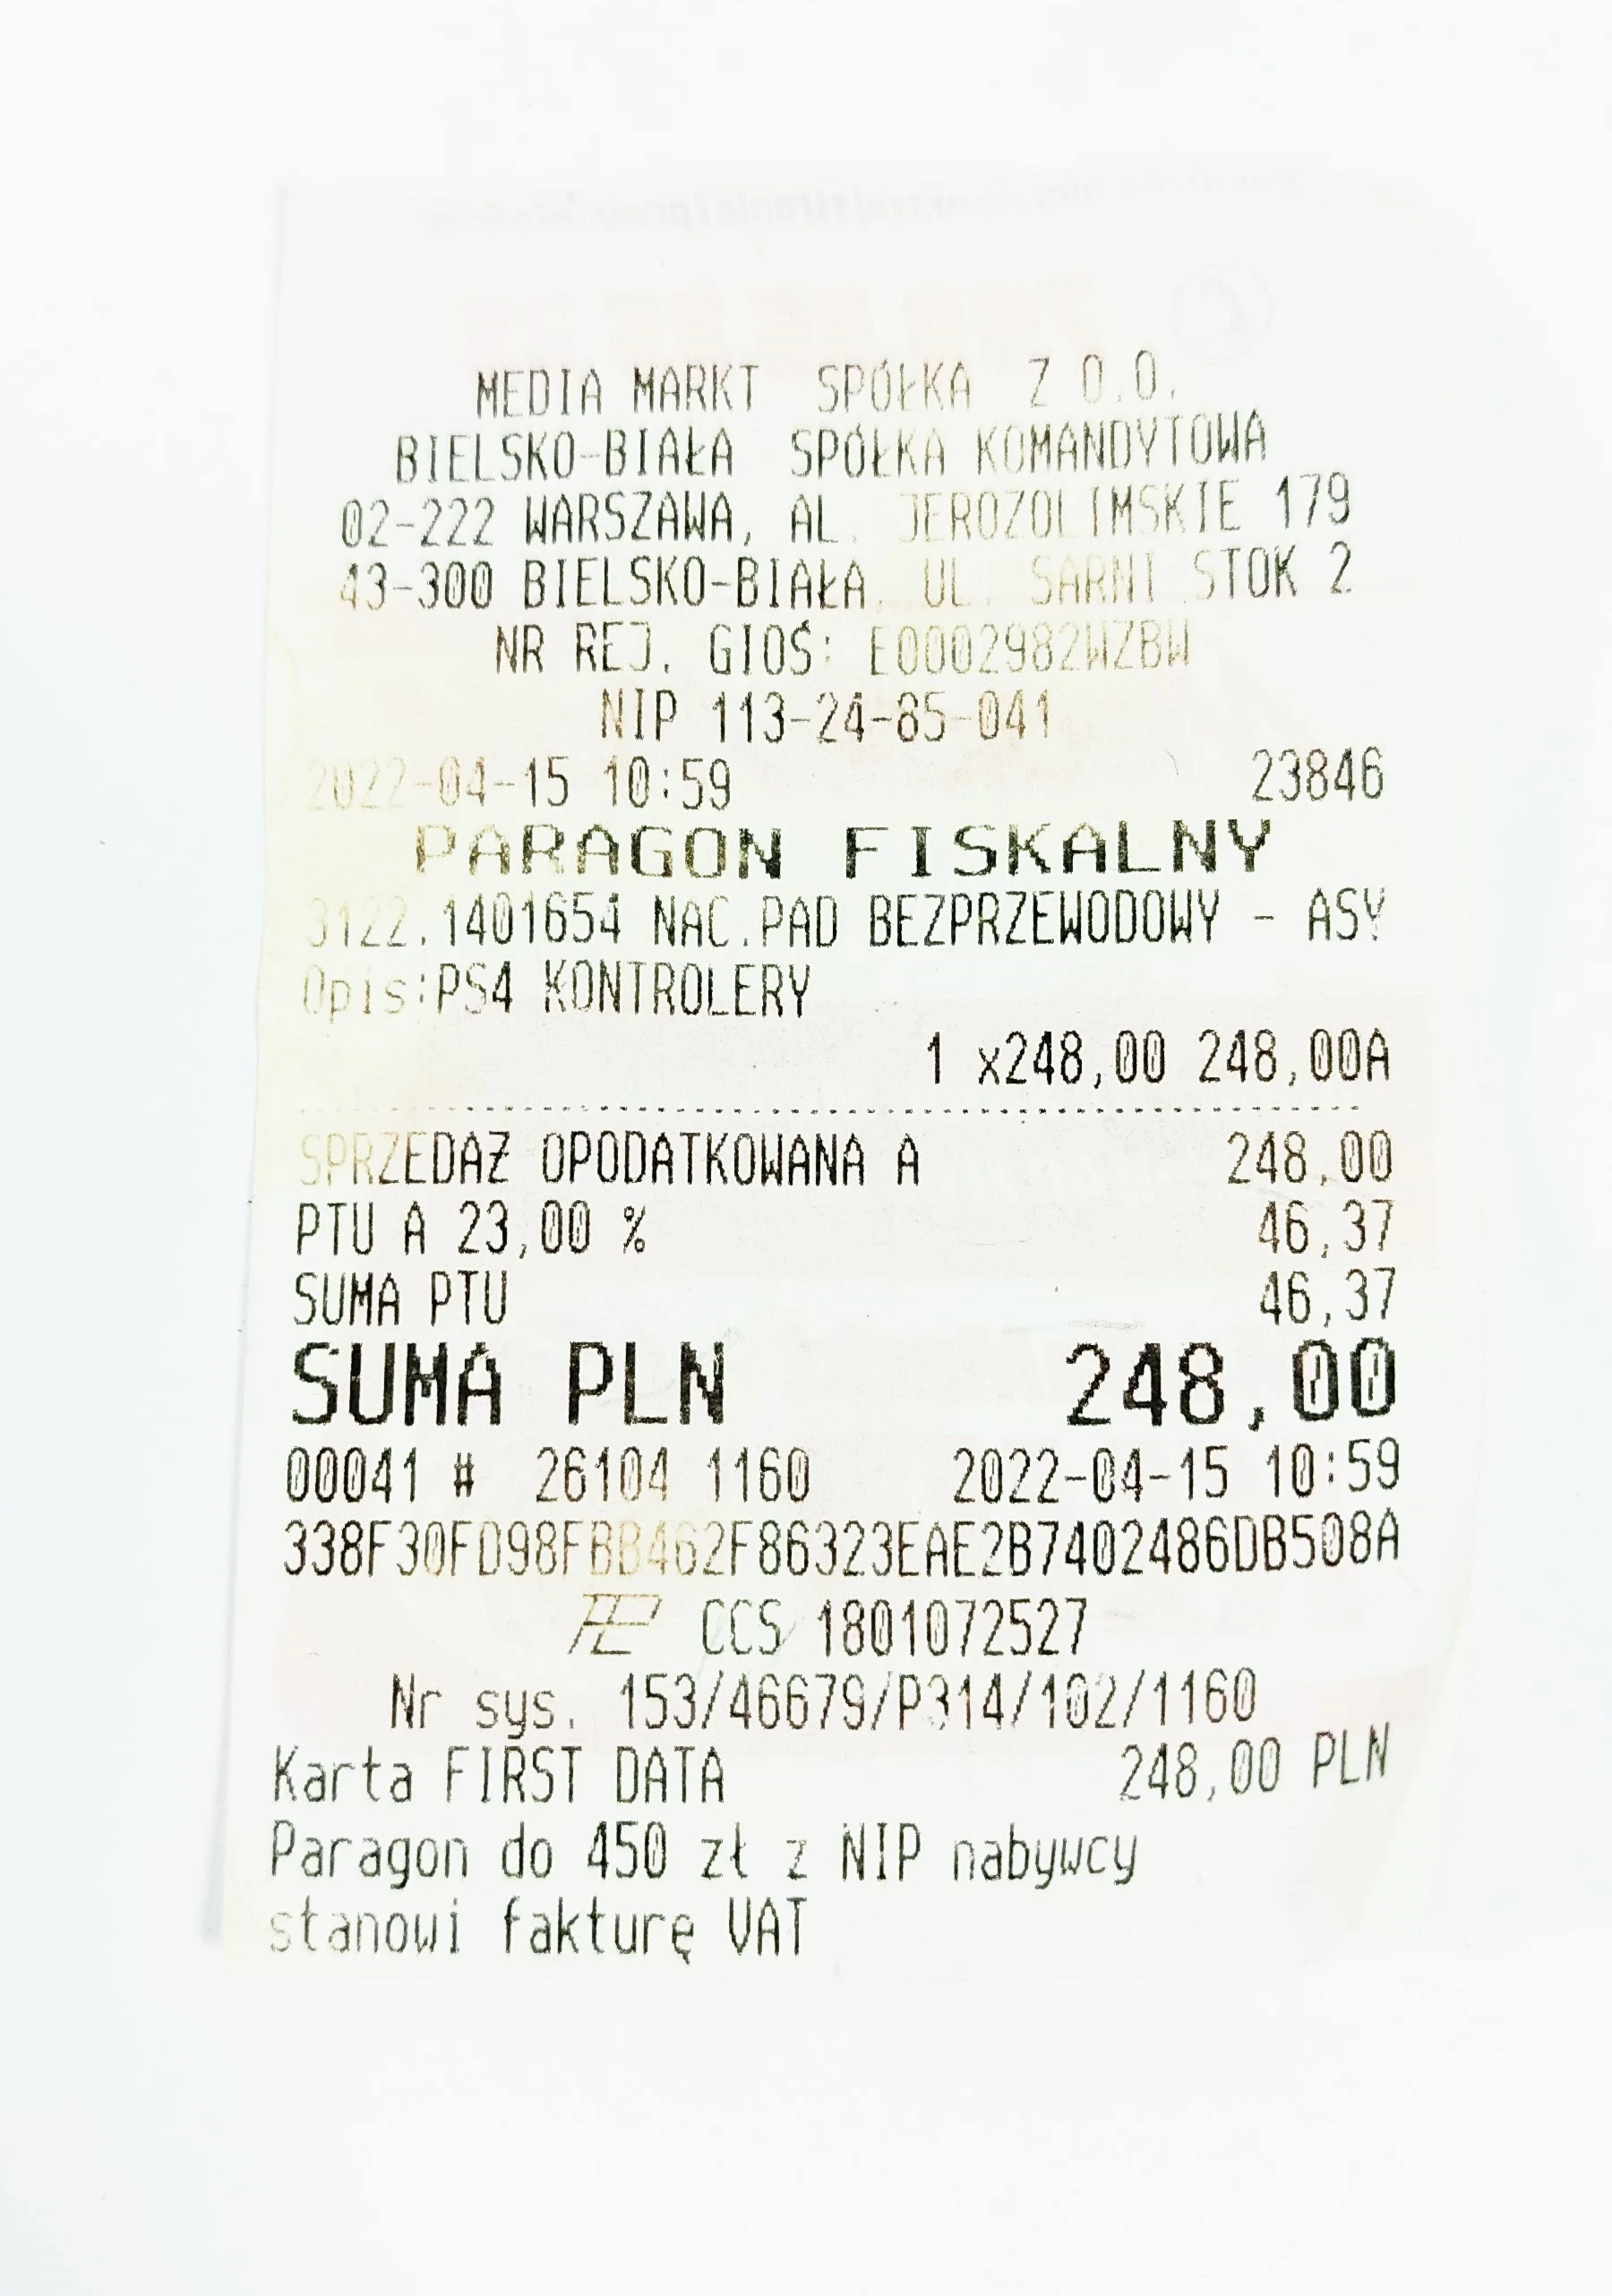 MEDIA MARKT SPÓŁKA Z O.O.
BIELSKO-BIAŁA SPÓŁKA KOMANDYTOWA
02-222 WARSZAWA, AL. JEROZOLIMSKIE 179
43-300 BIELSKO-BIAŁA, UL. SARNI STOK 2
NR REJ. GIOŚ: E0002982WZBW
NIP 113-24-85-041
2022-04-15 10:59 23846
PARAGON FISKALNY
3122.1401654 NAC.PAD BEZPRZEWODOWY - ASY
Opis:PS4 KONTROLERY
1 x248,00 248,00A
SPRZEDAŻ OPODATKOWANA A 248,00
PTU A 23,00 % 46,37
SUMA PTU 46,37
SUMA PLN 248,00
00041 # 26104 1160 2022-04-15 10:59
338F30FD98FBB462F86323EAE2B7402486DB508A
CCS 1801072527
Nr sys. 153/46679/P314/102/1160
Karta FIRST DATA 248,00 PLN
Paragon do 450 zł z NIP nabywcy
stanowi fakturę VAT